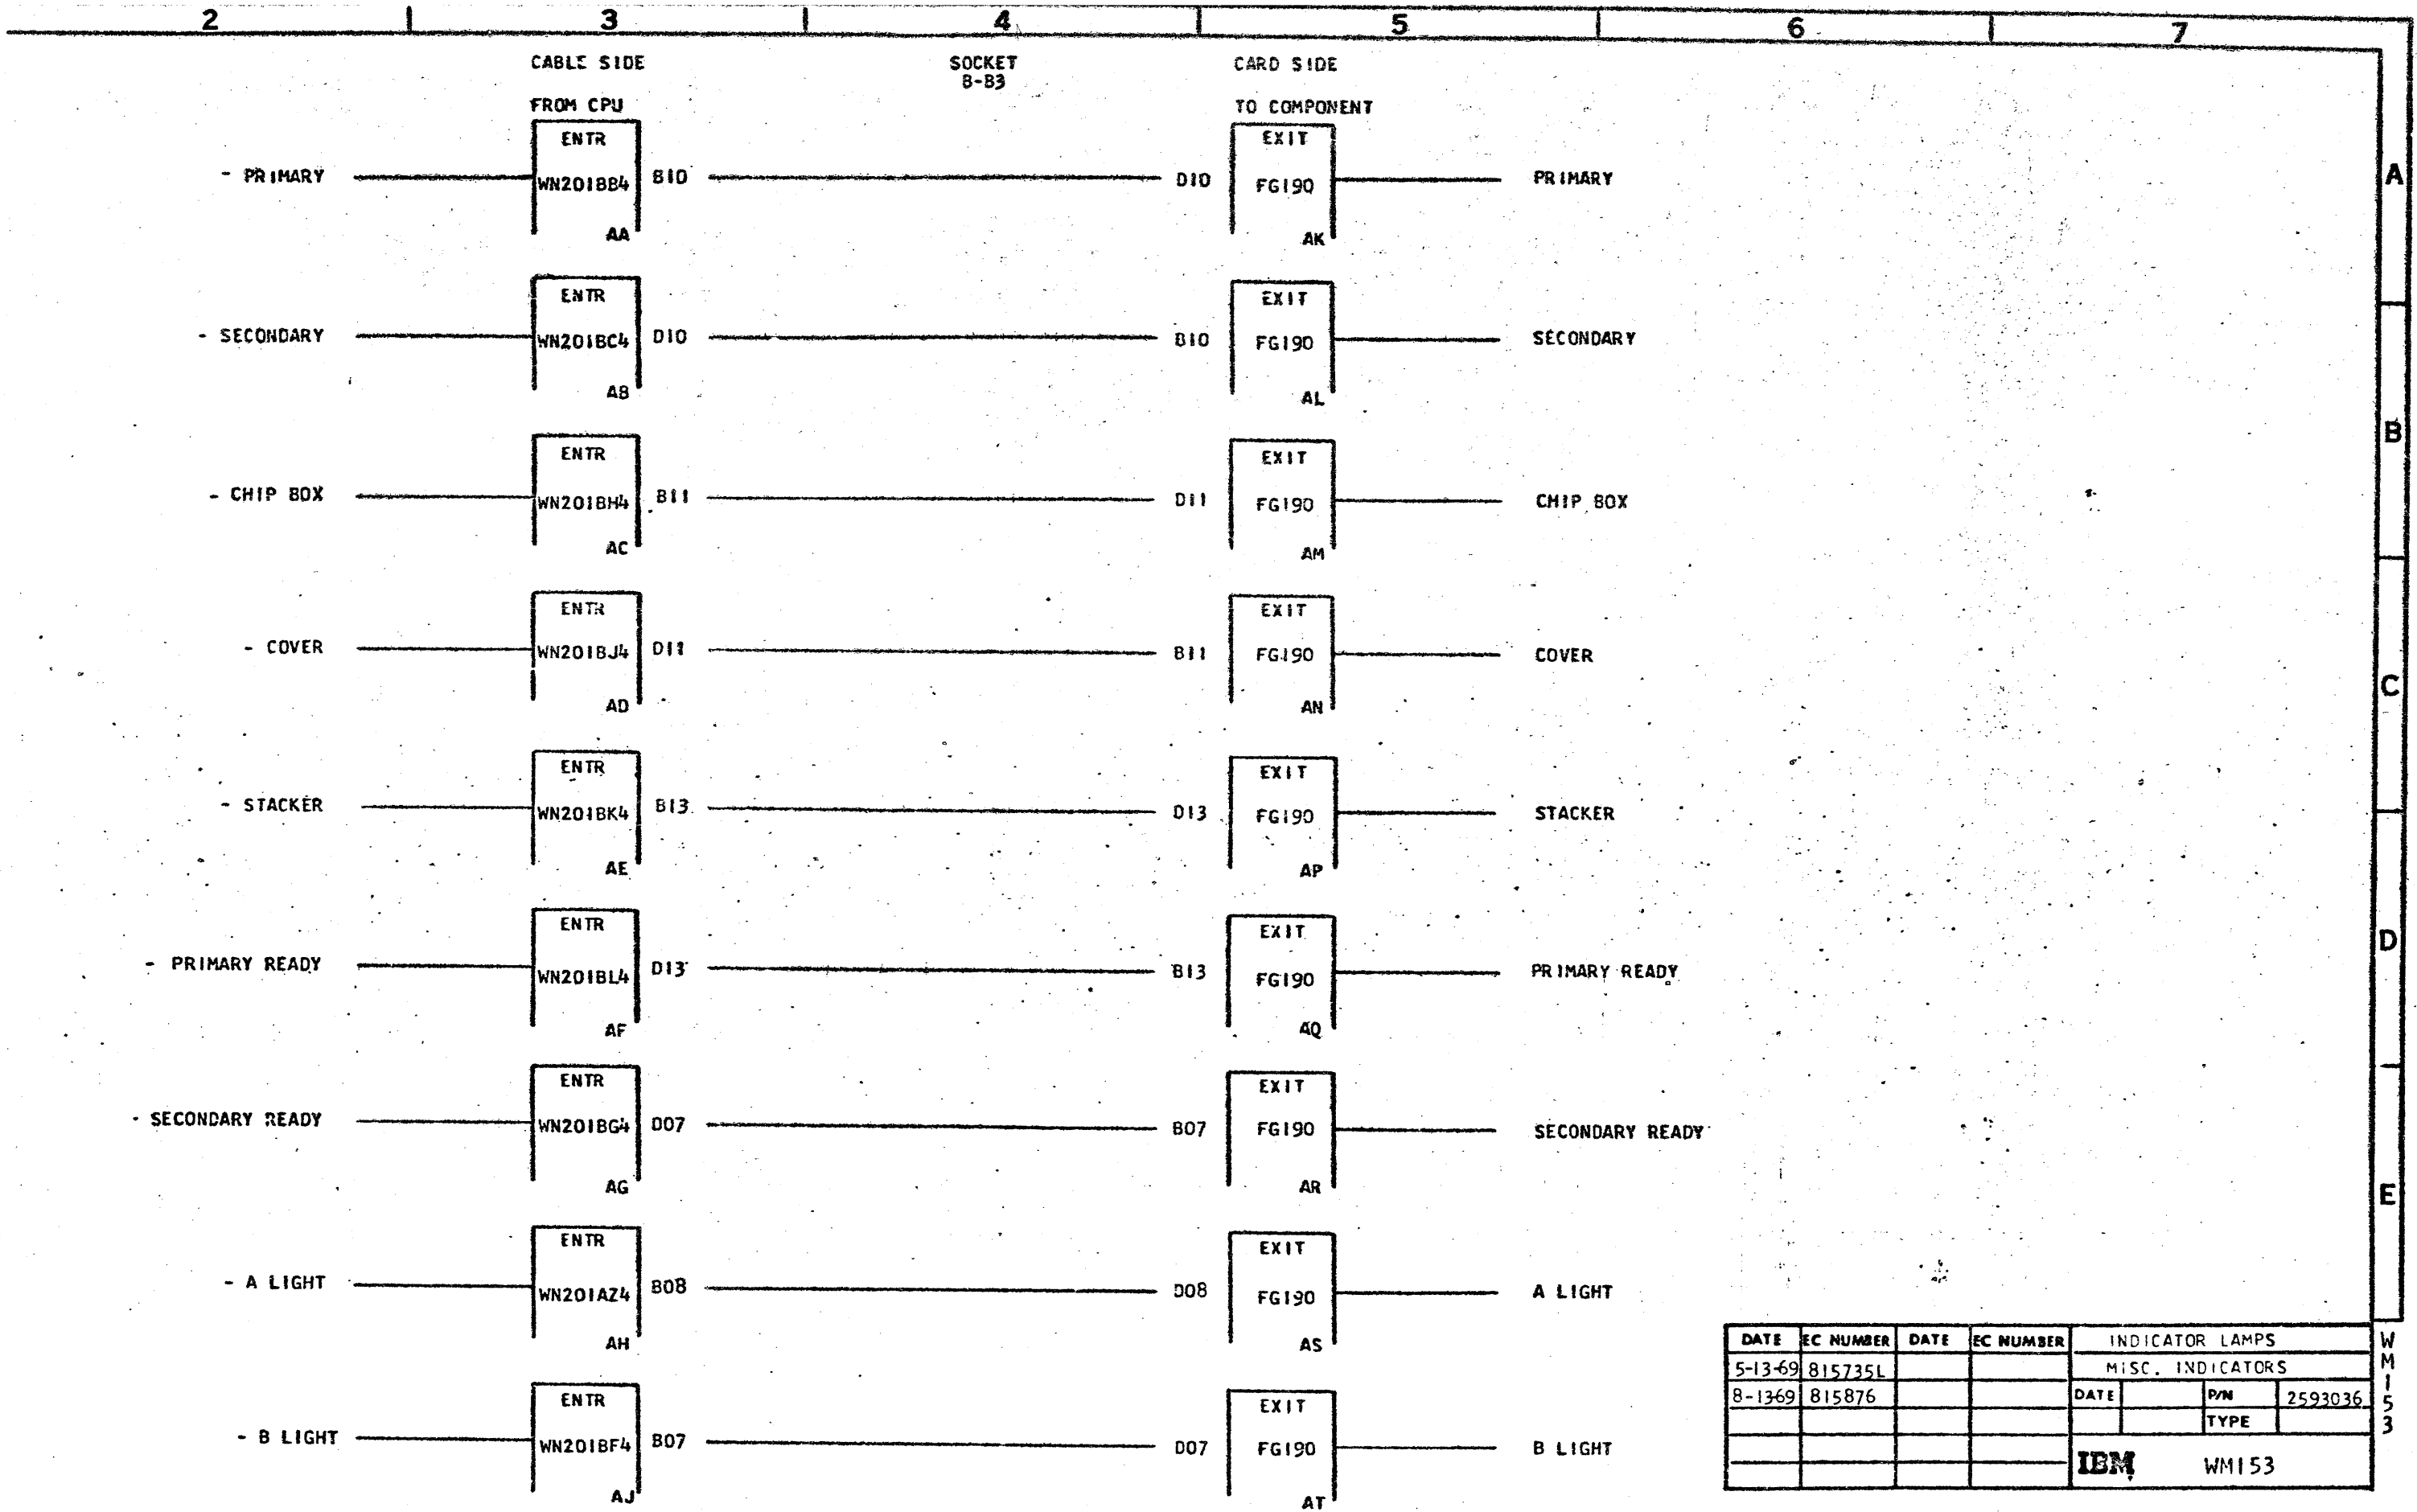 2 3 4 5 6 7
CABLE SIDE SOCKET CARD SIDE
B-B3
FROM CPU TO COMPONENT
ENTR EXIT
- PRIMARY WN201BB4 B10 D10 FG190 PRIMARY A
AA AK
ENTR EXIT
- SECONDARY WN201BC4 D10 B10 FG190 SECONDARY
AB AL
B
ENTR EXIT
- CHIP BOX WN201BH4 B11 D11 FG190 CHIP BOX
AC AM
ENTR EXIT
- COVER WN201BJ4 D11 B11 FG190 COVER
C
AD AN
ENTR EXIT
- STACKER WN201BK4 B13 D13 FG190 STACKER
AE AP
ENTR EXIT
D
- PRIMARY READY WN201BL4 D13 B13 FG190 PRIMARY READY
AF AQ
ENTR EXIT
- SECONDARY READY WN201BG4 D07 B07 FG190 SECONDARY READY
AG AR
E
ENTR EXIT
- A LIGHT WN201AZ4 B08 D08 FG190 A LIGHT
AH AS
ENTR EXIT
- B LIGHT WN201BF4 B07 D07 FG190 B LIGHT
AJ AT
DATE EC NUMBER DATE EC NUMBER INDICATOR LAMPS
5-13-69 815735L MISC. INDICATORS
8-1369 815876 DATE P/N 2593036
TYPE
IBM WM153
WM153